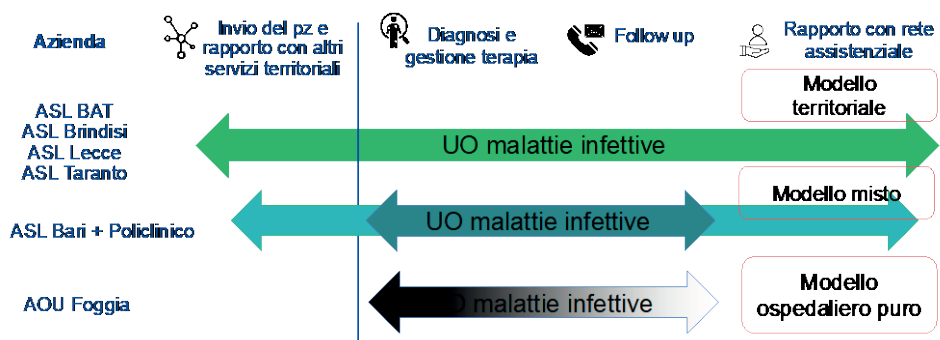 Azienda
Invio del pz e
rapporto con altri
servizi territoriali
Diagnosi e
gestione terapia
Follow up
Rapporto con rete
assistenziale
Modello
territoriale
ASL BAT
ASL Brindisi
ASL Lecce
ASL Taranto
UO malattie infettive
Modello misto
ASL Bari + Policlinico
UO malattie infettive
AOU Foggia
malattie infettive
Modello
ospedaliero puro